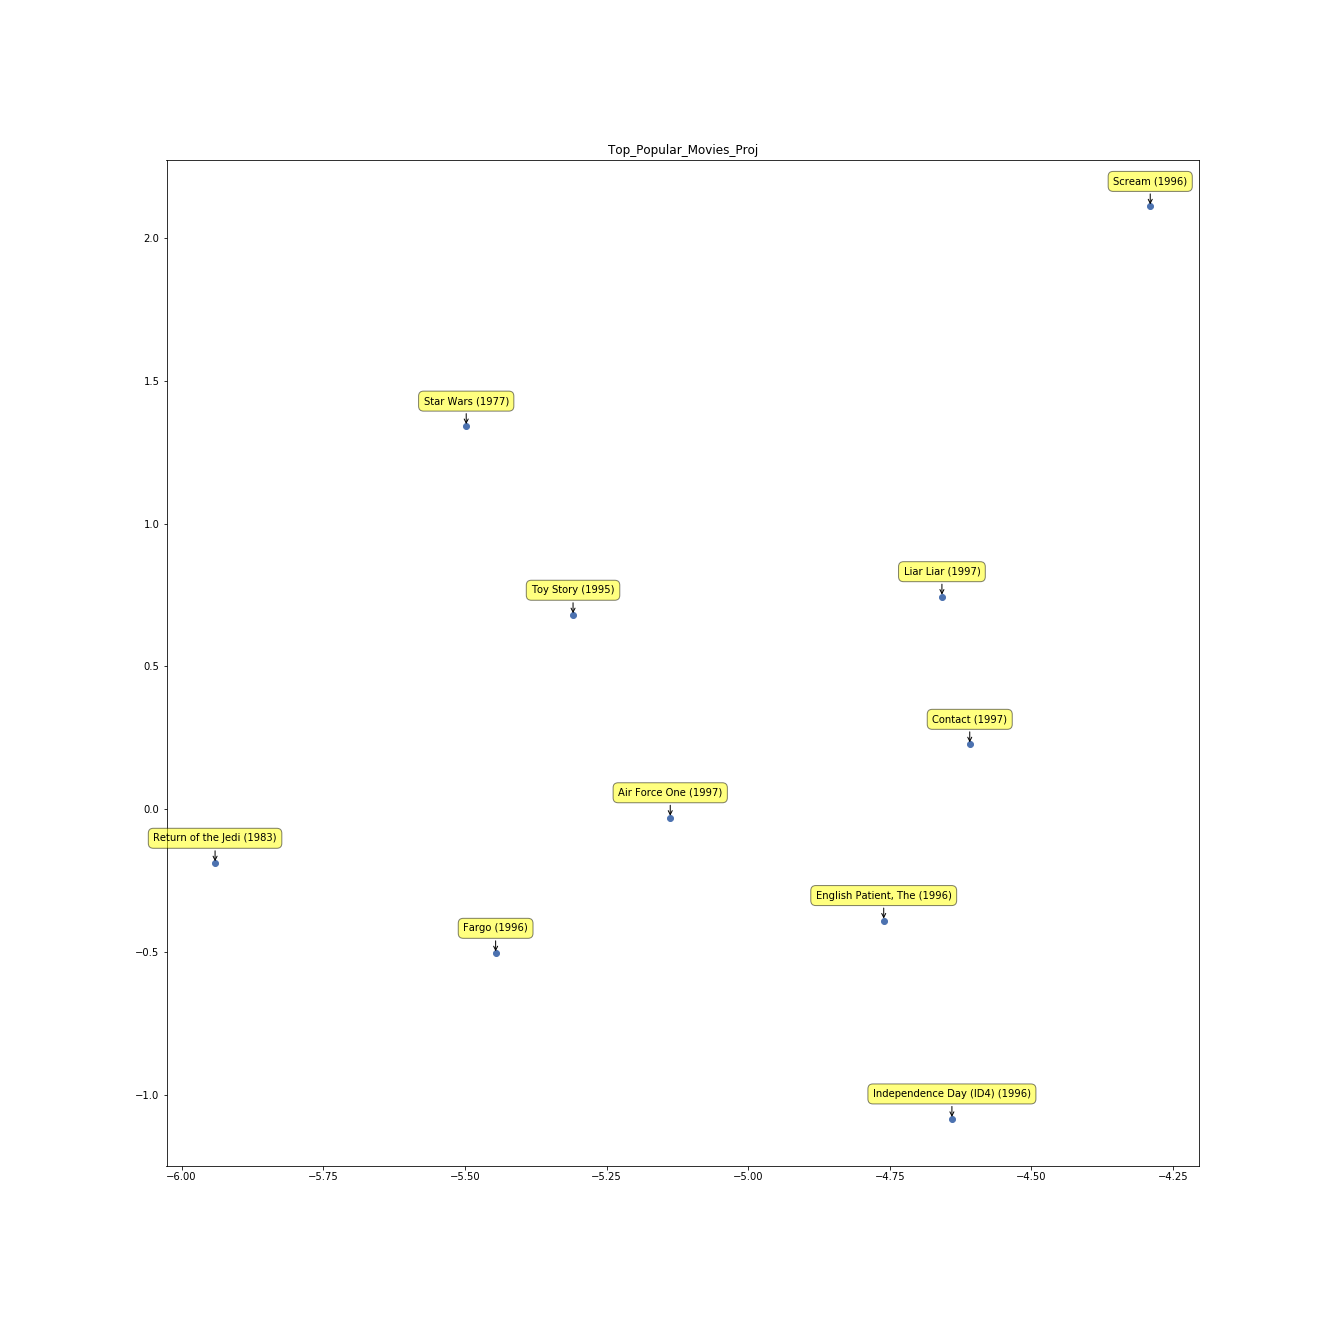 Top_Popular_Movies_Proj
Scream (1996)
2.0
1.5
Star Wars (1977)
Liar Liar (1997)
Toy Story (1995)
1.0
0.5
Contact (1997)
Air Force One (1997)
0.0
Return of the Jedi (1983)
English Patient, The (1996)
Fargo (1996)
−0.5
Independence Day (ID4) (1996)
−1.0
−6.00 −5.75 −5.50 −5.25 −5.00 −4.75 −4.50 −4.25